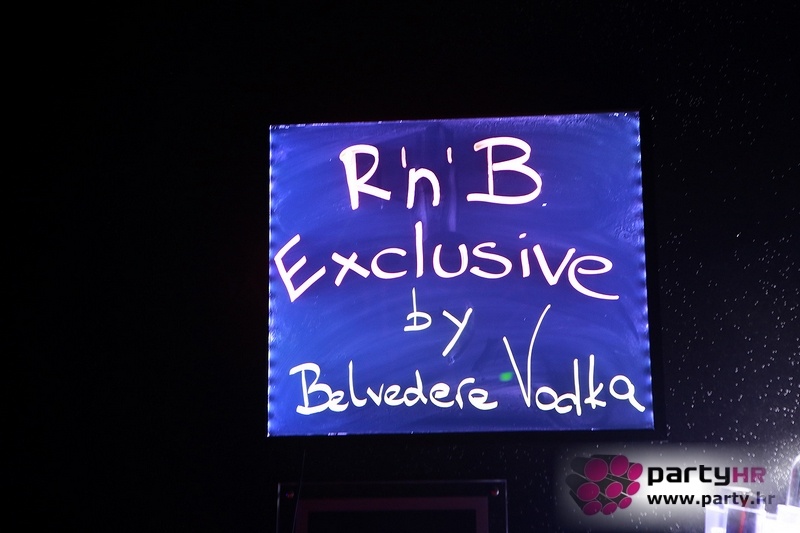 R'n'B
Exclusive
by
Belvedere Vodka
partyHR
www.party.hr